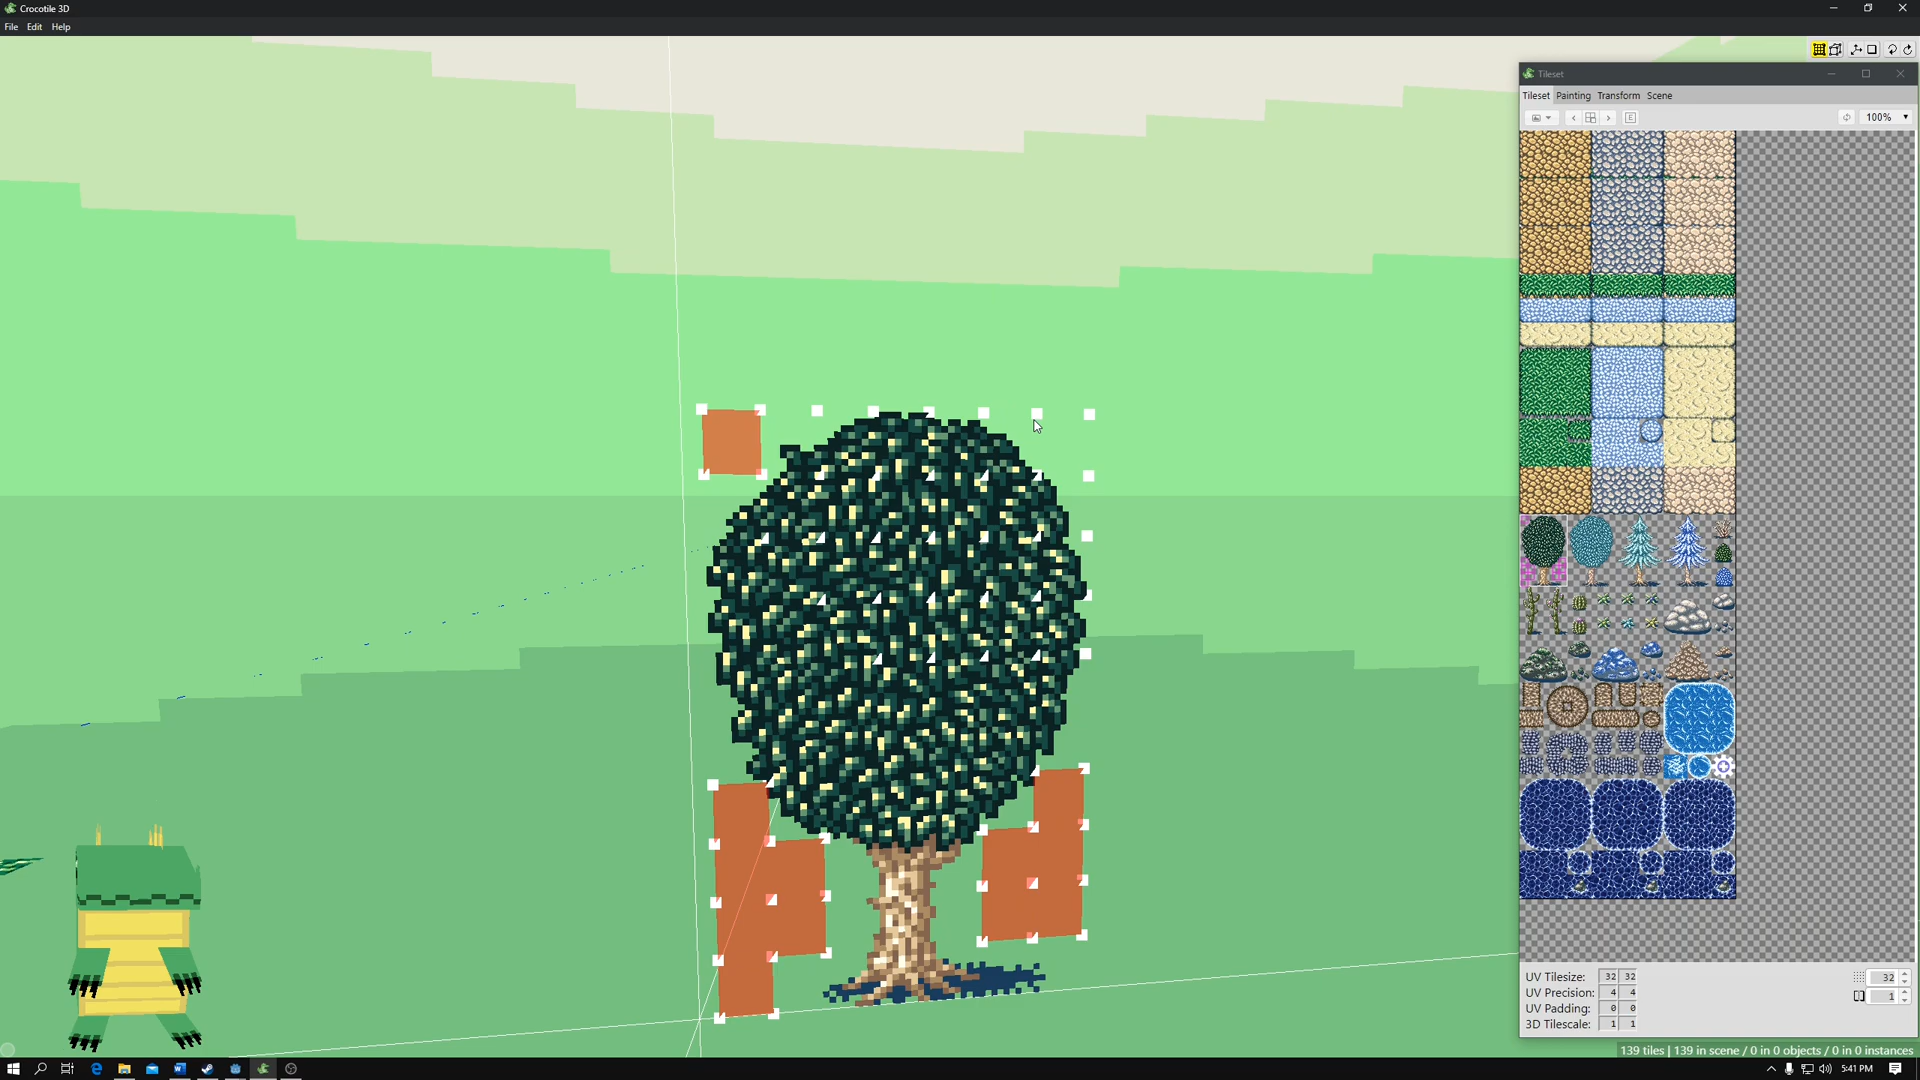 Crocotile 3D
File Edit Help
Tileset
Tileset Painting Transform Scene
E 100%
UV Tilesize: 32 32 32
UV Precision: 4 4 1
UV Padding: 0 0
3D Tilescale: 1 1
139 tiles | 139 in scene / 0 in 0 objects / 0 in 0 instances
5:41 PM